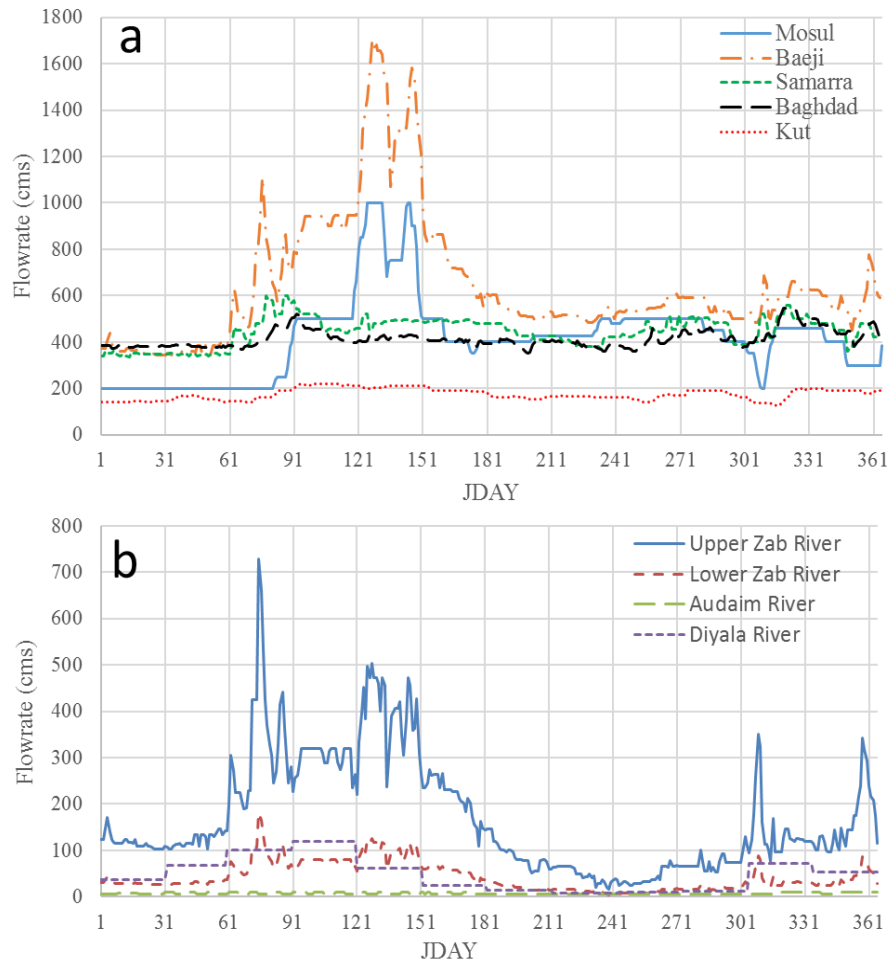 a
1800
1600
1400
1200
1000
800
600
400
200
0
Flowrate (cms)
Mosul
Baeji
Samarra
Baghdad
Kut
1 31 61 91 121 151 181 211 241 271 301 331 361
JDAY
b
800
700
600
500
400
300
200
100
0
Flowrate (cms)
Upper Zab River
Lower Zab River
Audaim River
Diyala River
1 31 61 91 121 151 181 211 241 271 301 331 361
JDAY